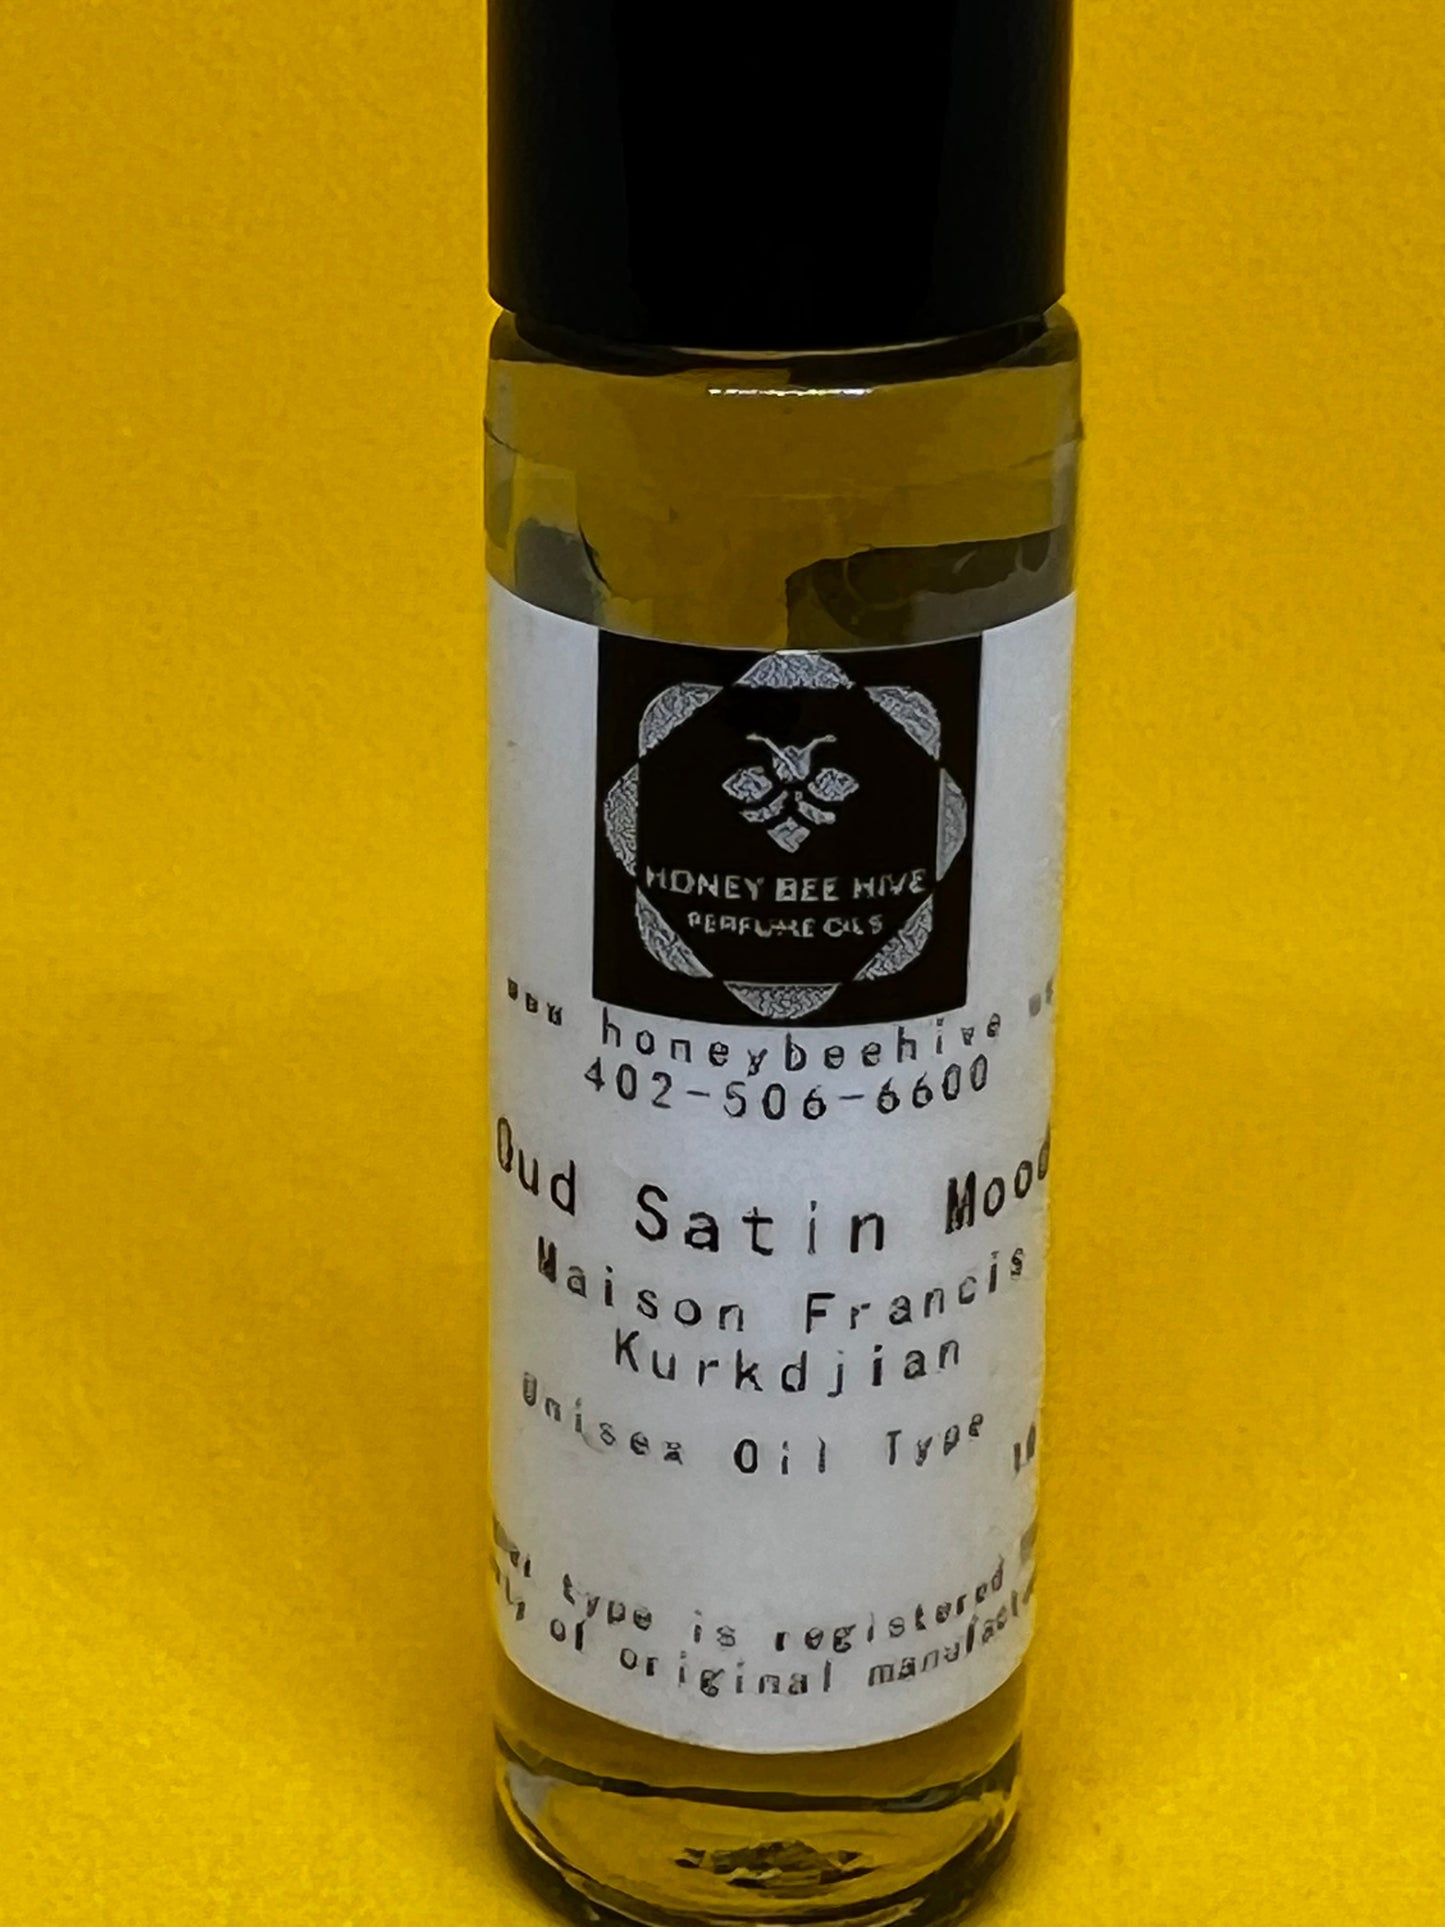 HONEY BEE HIVE
PERFUME OILS
www honeybeehive
402-506-6600
Oud Satin Mood
Maison Francis
Kurkdjian
Unisex Oil Type
type is registered
of original